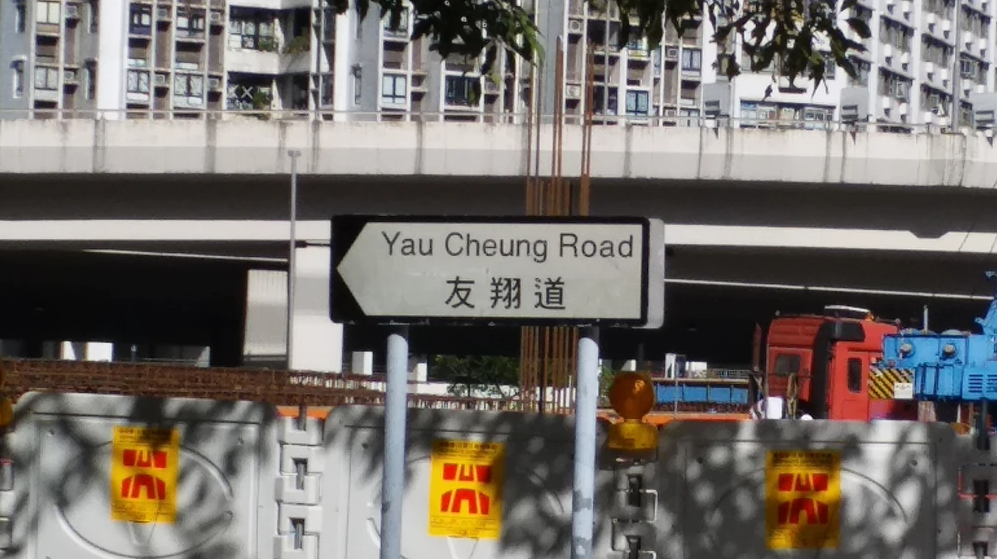 Yau Cheung Road
友翔道